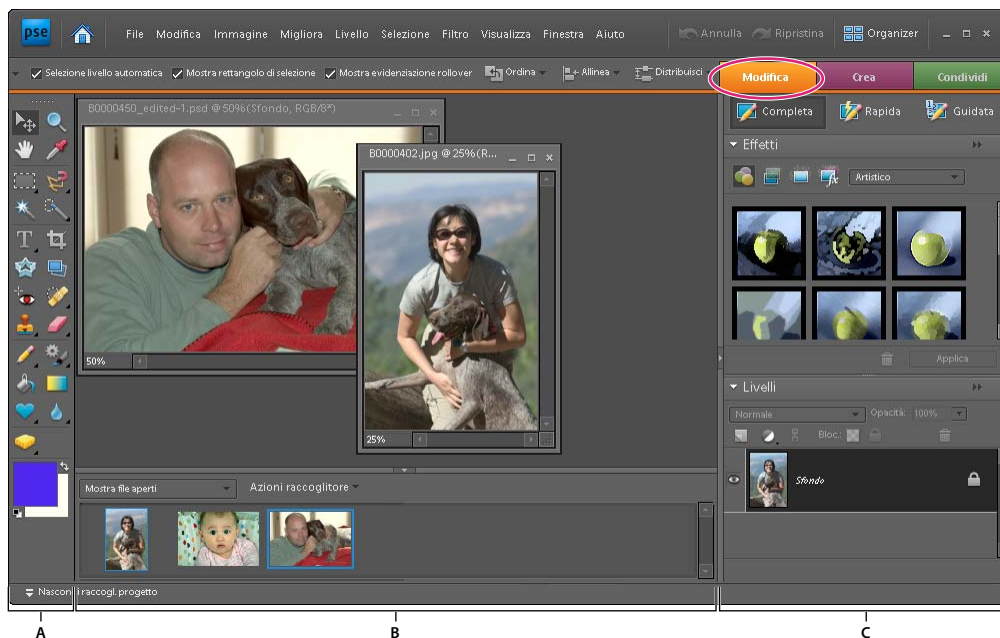 pse File Modifica Immagine Migliora Livello Selezione Filtro Visualizza Finestra Aiuto Annulla Ripristina Organizer
Selezione livello automatica Mostra rettangolo di selezione Mostra evidenziazione rollover Ordina Allinea Distribuisci Modifica Crea Condividi
Completa Rapida Guidata
B0000450_edited-1.psd @ 50% (Sfondo, RGB/8*)
50%
B0000402.jpg @ 25% (R...
25%
Effetti
Artistico
Applica
Livelli
Normale Opacità: 100%
Bloc.:
Sfondo
T
Mostra file aperti Azioni raccoglitore
Nascon i raccogl. progetto
A B C